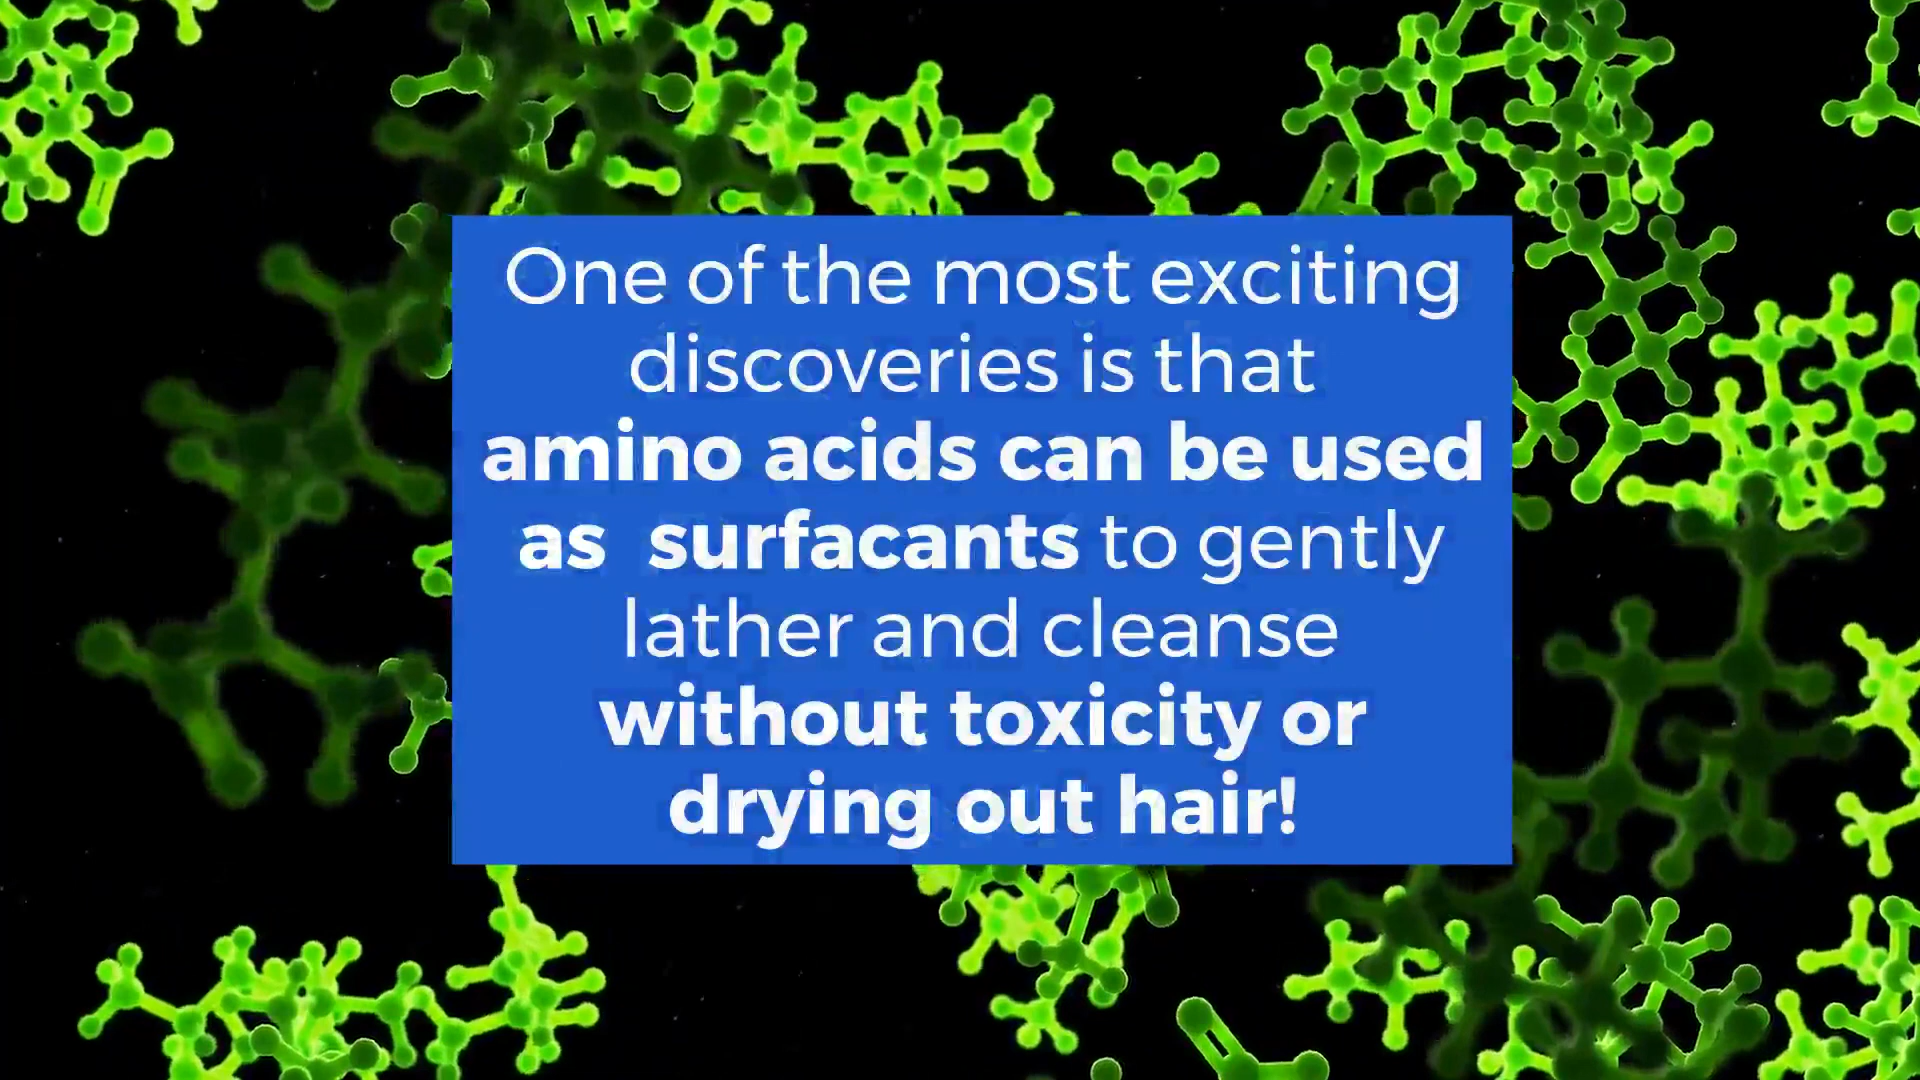 One of the most exciting
discoveries is that
amino acids can be used
as  surfacants to gently
lather and cleanse
without toxicity or
drying out hair!